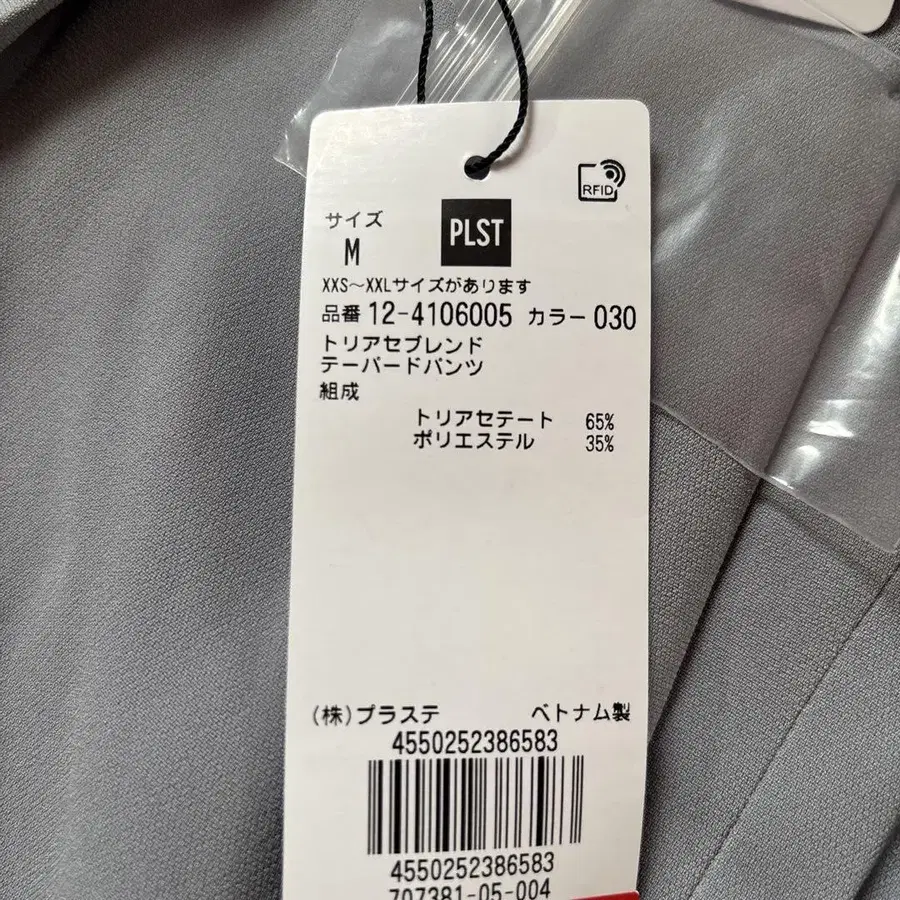 RFID
サイズ
M
PLST
XXS～XXLサイズがあります
品番 12-4106005 カラー 030
トリアセブレンド
テーパードパンツ
組成
トリアセテート 65%
ポリエステル 35%
(株)プラステ ベトナム製
4550252386583
4550252386583
707381-05-004